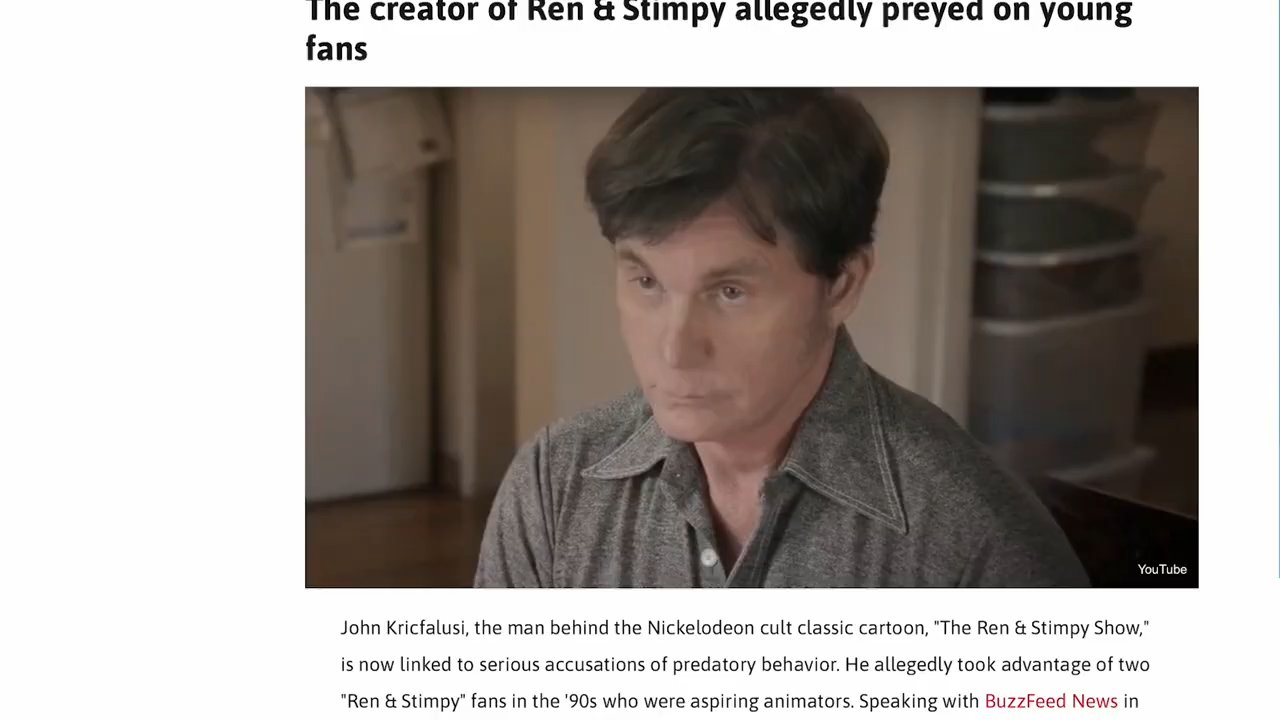 The creator of Ren & Stimpy allegedly preyed on young
fans
YouTube
John Kricfalusi, the man behind the Nickelodeon cult classic cartoon, "The Ren & Stimpy Show,"
is now linked to serious accusations of predatory behavior. He allegedly took advantage of two
"Ren & Stimpy" fans in the '90s who were aspiring animators. Speaking with BuzzFeed News in